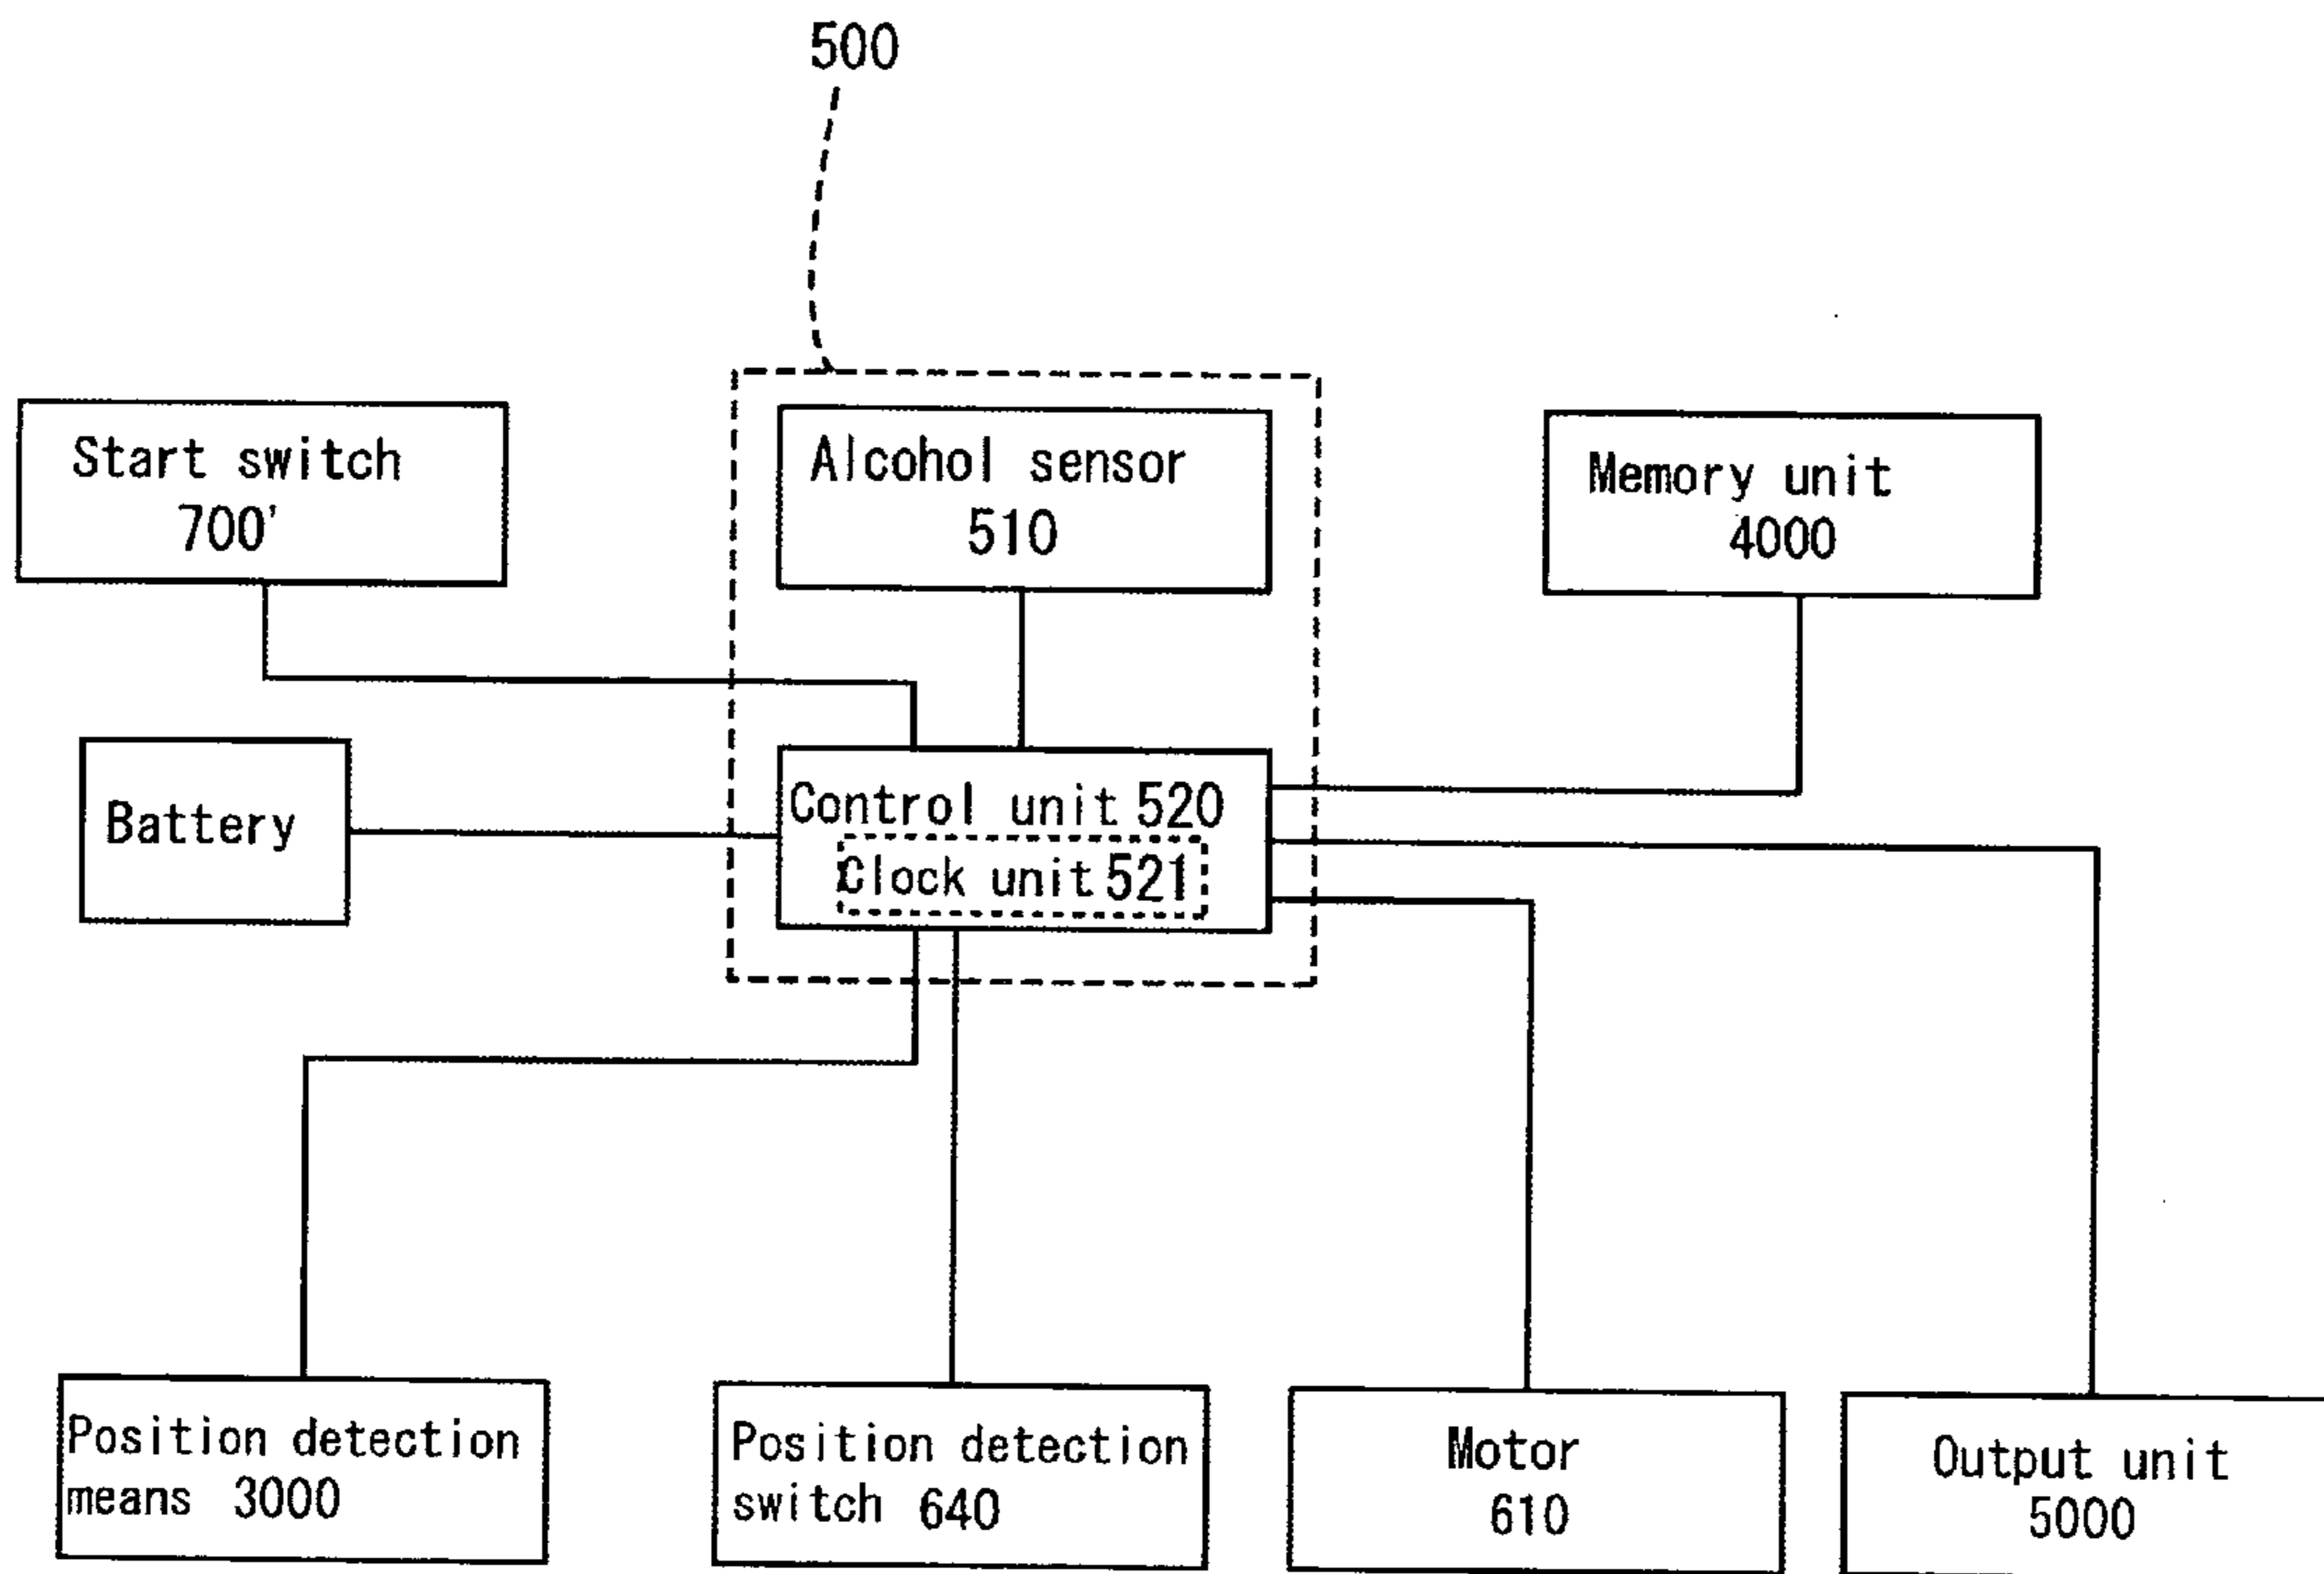 500
Start switch
700'
Alcohol sensor
510
Memory unit
4000
Battery
Control unit 520
Clock unit 521
Position detection
means 3000
Position detection
switch 640
Motor
610
Output unit
5000